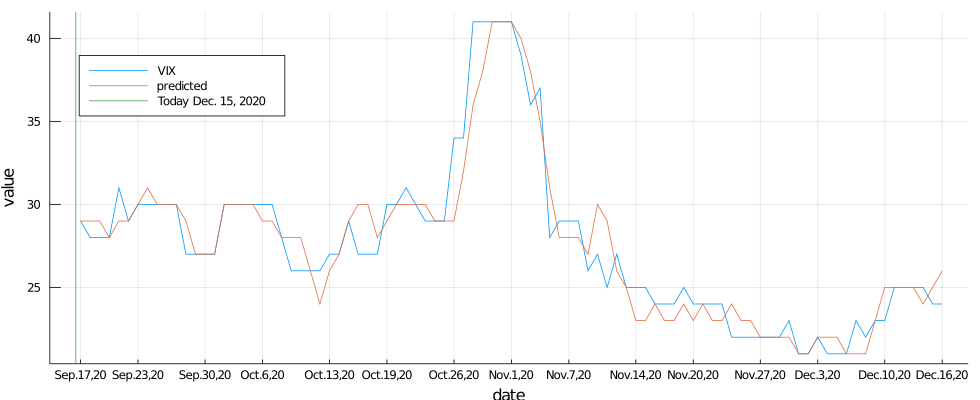 40
35
30
25
value
VIX
predicted
Today Dec. 15, 2020
Sep.17,20 Sep.23,20 Sep.30,20 Oct.6,20 Oct.13,20 Oct.19,20 Oct.26,20 Nov.1,20 Nov.7,20 Nov.14,20 Nov.20,20 Nov.27,20 Dec.3,20 Dec.10,20 Dec.16,20
date